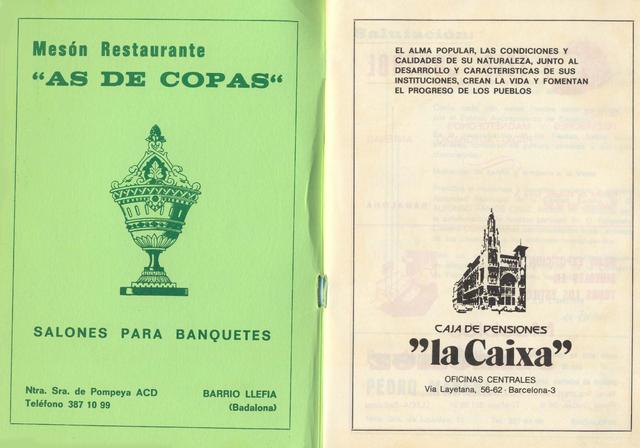 Mesón Restaurante
"AS DE COPAS"
SALONES PARA BANQUETES
Ntra. Sra. de Pompeya ACD
Teléfono 387 10 99
BARRIO LLEFIA
(Badalona)
EL ALMA POPULAR, LAS CONDICIONES Y
CALIDADES DE SU NATURALEZA, JUNTO AL
DESARROLLO Y CARACTERISTICAS DE SUS
INSTITUCIONES, CREAN LA VIDA Y FOMENTAN
EL PROGRESO DE LOS PUEBLOS
CAJA DE PENSIONES
"la Caixa"
OFICINAS CENTRALES
Vía Layetana, 56-62 - Barcelona-3